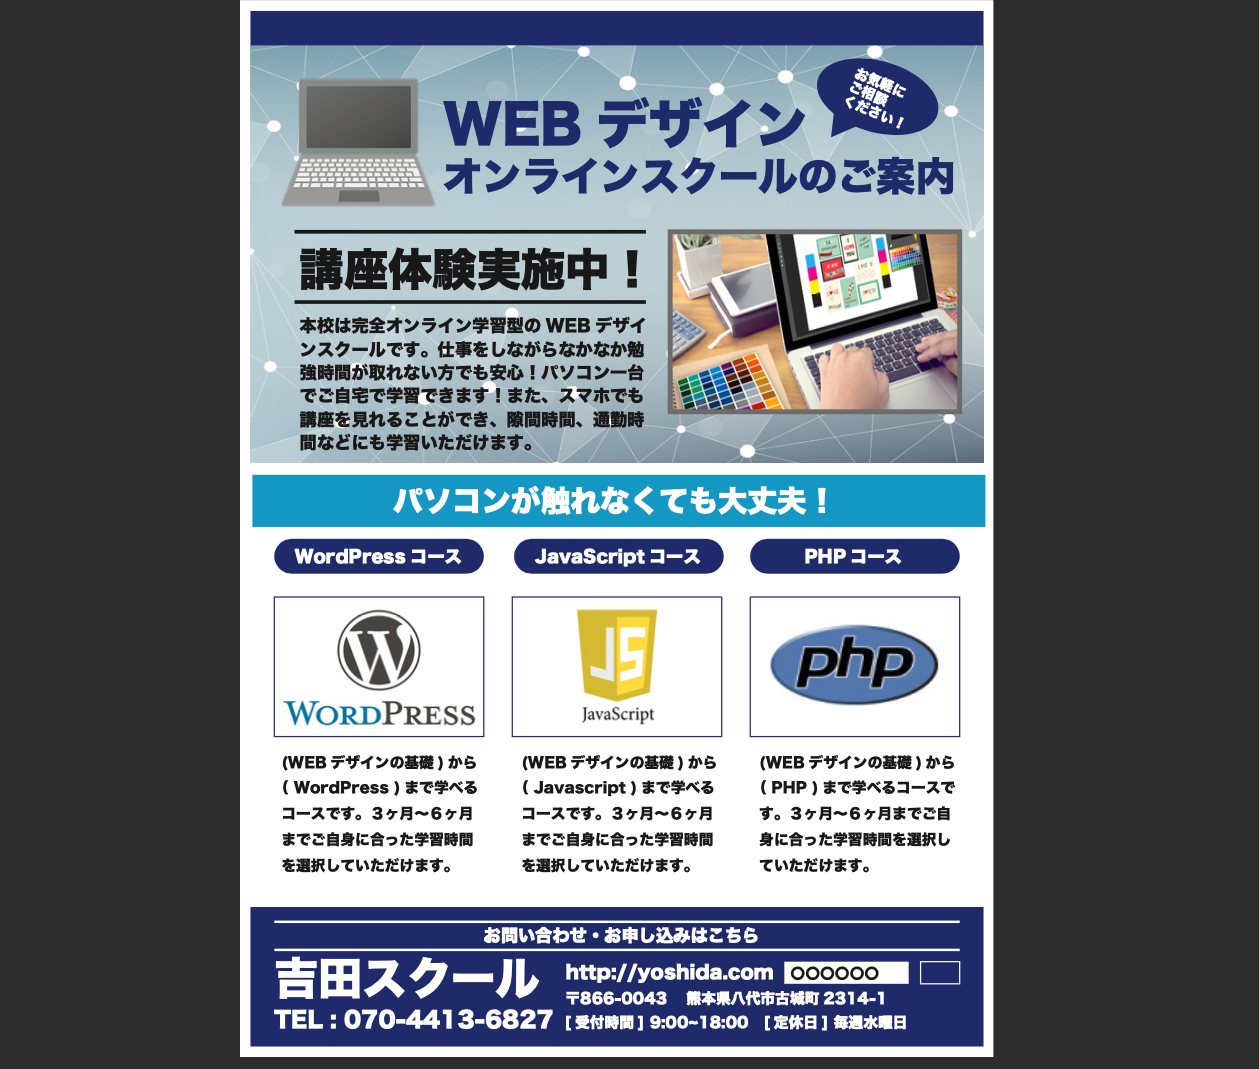 お気軽に
ご相談
ください！
WEB デザイン
オンラインスクールのご案内
講座体験実施中！
本校は完全オンライン学習型の WEB デザイ
ンスクールです。仕事をしながらなかなか勉
強時間が取れない方でも安心！パソコン一台
でご自宅で学習できます！また、スマホでも
講座を見れることができ、隙間時間、通勤時
間などにも学習いただけます。
パソコンが触れなくても大丈夫！
WordPress コース
JavaScript コース
PHP コース
WORDPRESS
JS
JavaScript
php
(WEB デザインの基礎 ) から
( WordPress ) まで学べる
コースです。３ヶ月〜６ヶ月
までご自身に合った学習時間
を選択していただけます。
(WEB デザインの基礎 ) から
( Javascript ) まで学べる
コースです。３ヶ月〜６ヶ月
までご自身に合った学習時間
を選択していただけます。
(WEB デザインの基礎 ) から
( PHP ) まで学べるコースで
す。３ヶ月〜６ヶ月までご自
身に合った学習時間を選択し
ていただけます。
お問い合わせ・お申し込みはこちら
吉田スクール
TEL : 070-4413-6827
http://yoshida.com 〇〇〇〇〇〇
〒866-0043 熊本県八代市古城町 2314-1
[ 受付時間 ] 9:00~18:00 [ 定休日 ] 毎週水曜日